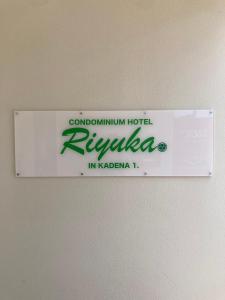 CONDOMINIUM HOTEL
Riyuka
IN KADENA 1.